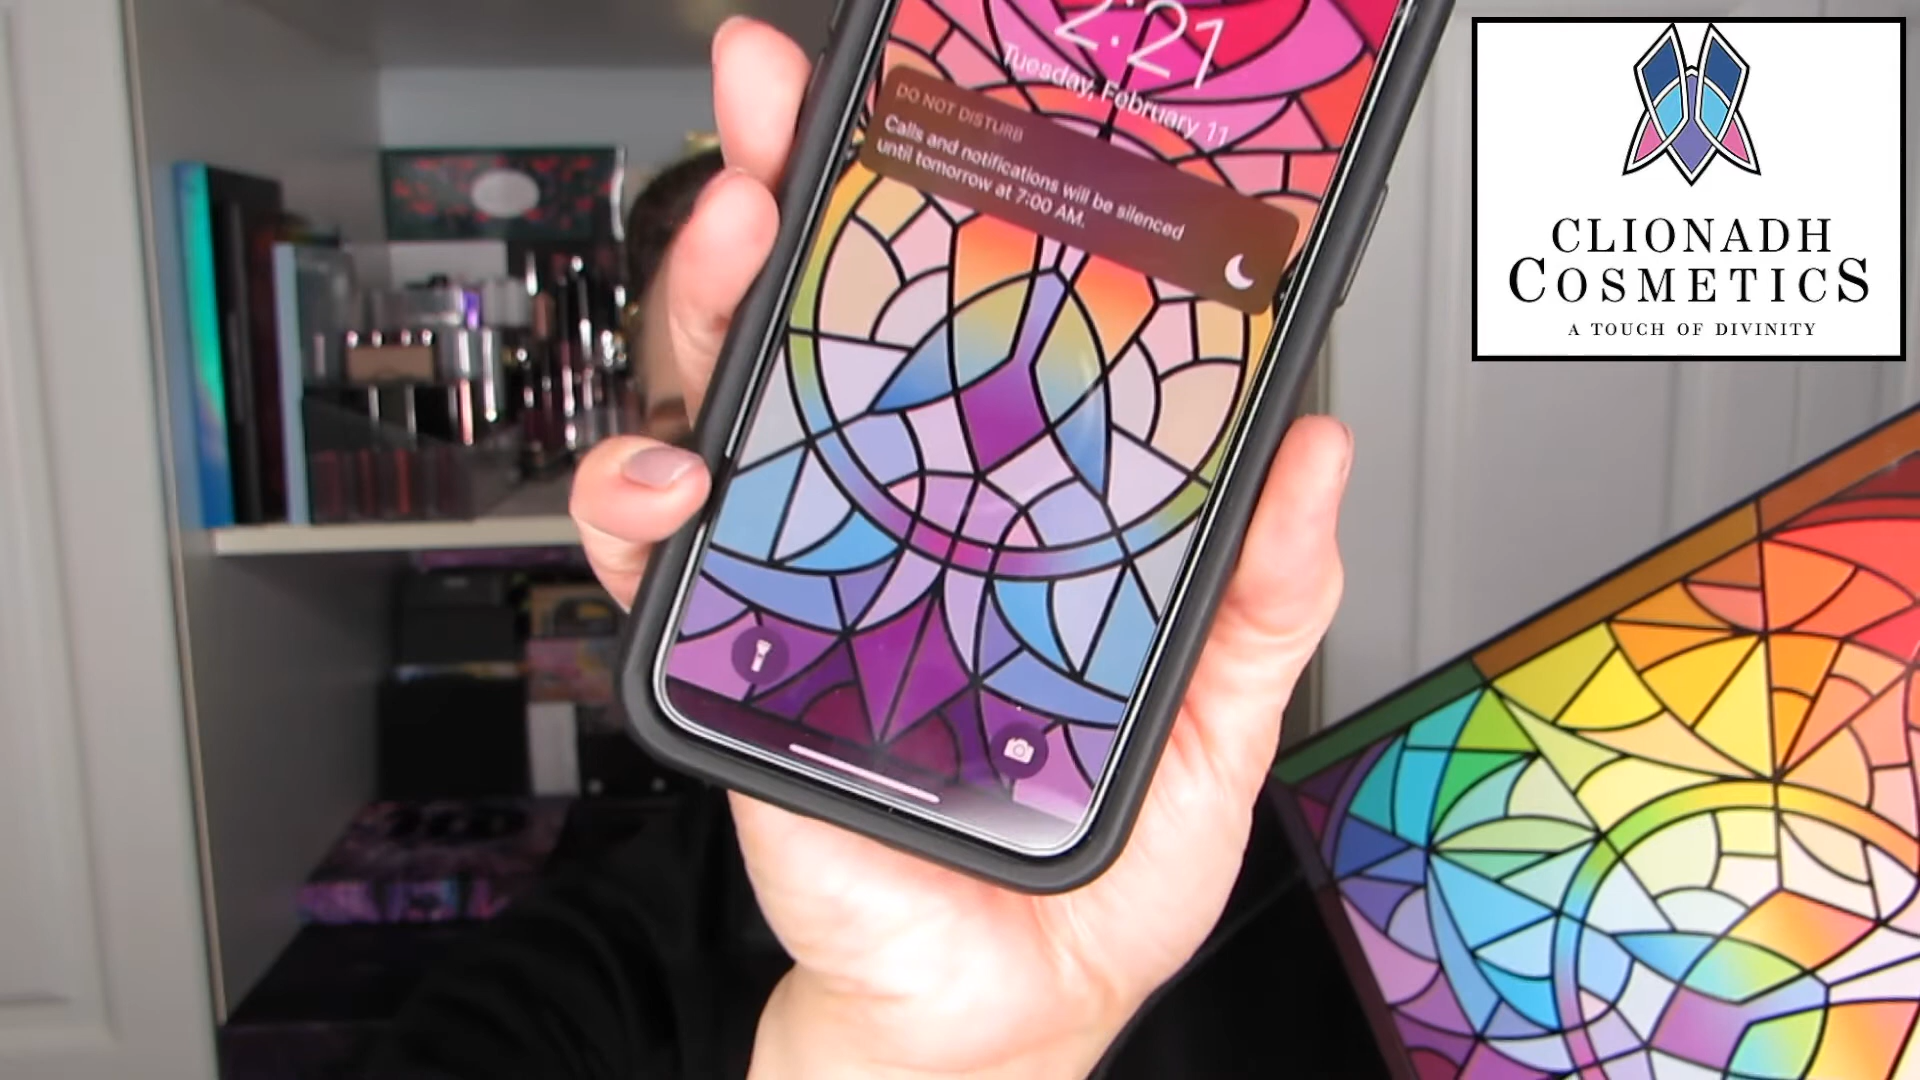 2:21
Tuesday, February 11
DO NOT DISTURB
Calls and notifications will be silenced
until tomorrow at 7:00 AM.
CLIONADH
COSMETICS
A TOUCH OF DIVINITY